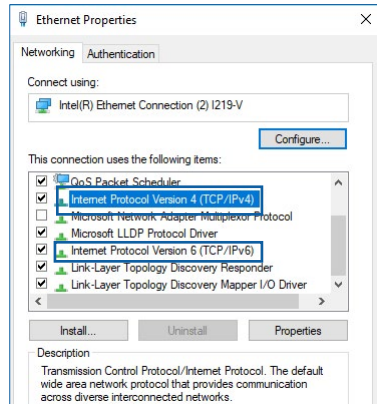 Ethernet Properties
Networking Authentication
Connect using:
Intel(R) Ethernet Connection (2) I219-V
Configure...
This connection uses the following items:
QoS Packet Scheduler
Internet Protocol Version 4 (TCP/IPv4)
Microsoft Network Adapter Multiplexor Protocol
Microsoft LLDP Protocol Driver
Internet Protocol Version 6 (TCP/IPv6)
Link-Layer Topology Discovery Responder
Link-Layer Topology Discovery Mapper I/O Driver
Install... Uninstall Properties
Description
Transmission Control Protocol/Internet Protocol. The default
wide area network protocol that provides communication
across diverse interconnected networks.